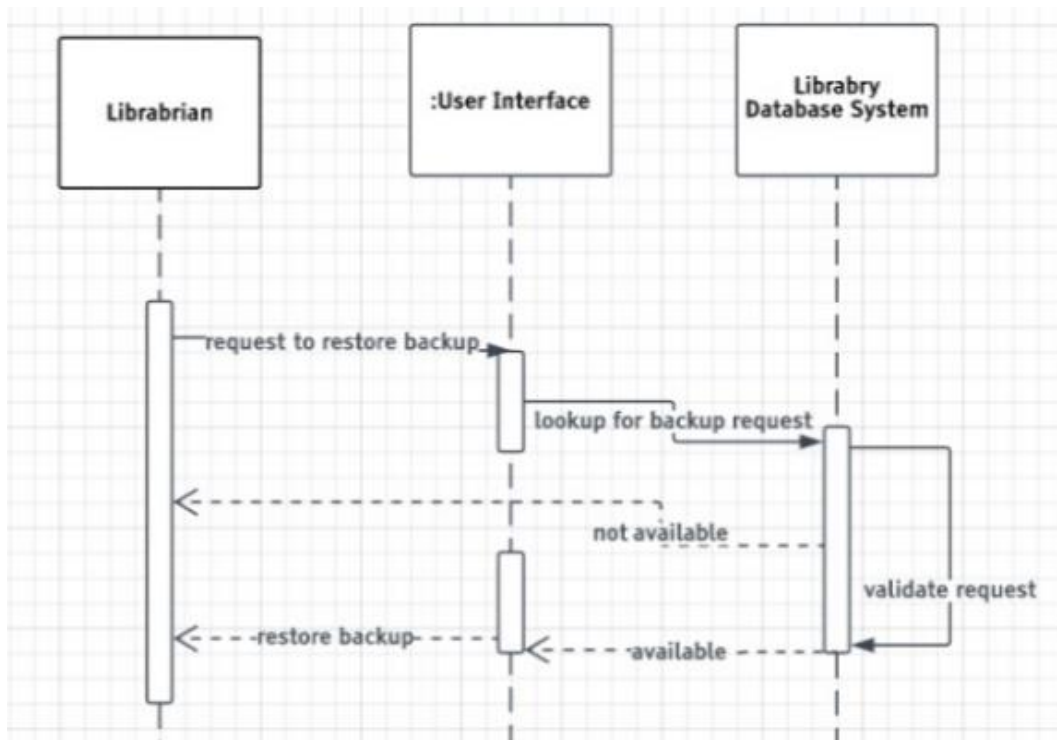 Librabrian
:User Interface
Librabry
Database System
request to restore backup
lookup for backup request
not available
validate request
restore backup
available